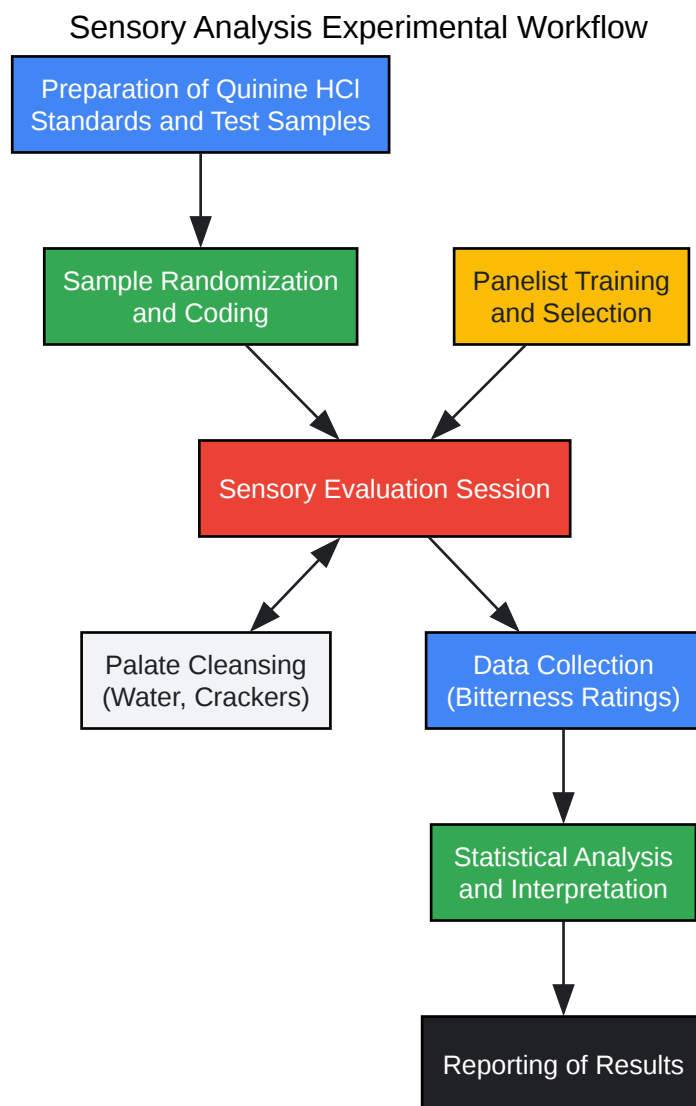 Sensory Analysis Experimental Workflow
Preparation of Quinine HCl
Standards and Test Samples
Sample Randomization
and Coding
Panelist Training
and Selection
Sensory Evaluation Session
Palate Cleansing
(Water, Crackers)
Data Collection
(Bitterness Ratings)
Statistical Analysis
and Interpretation
Reporting of Results